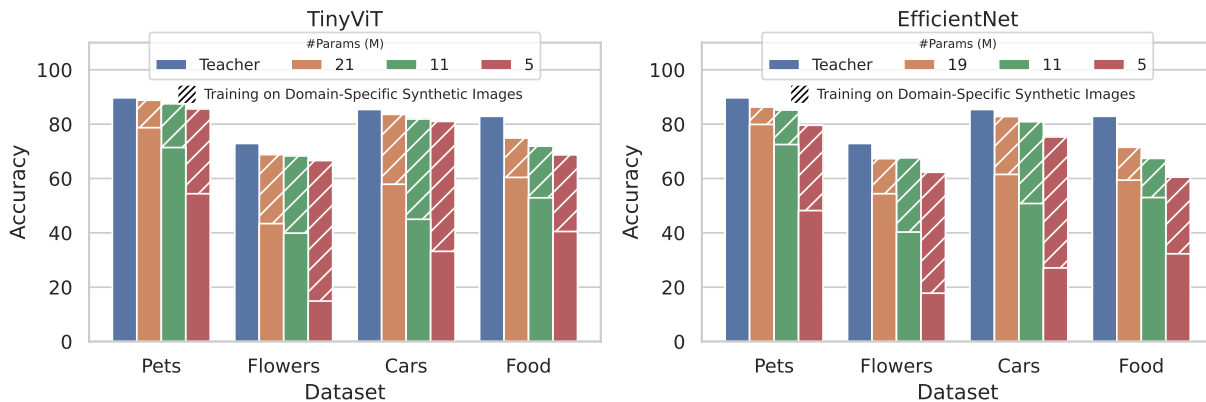 TinyViT
#Params (M)
Teacher 21 11 5
Training on Domain-Specific Synthetic Images
Accuracy
100
80
60
40
20
0
Pets Flowers Cars Food
Dataset
EfficientNet
#Params (M)
Teacher 19 11 5
Training on Domain-Specific Synthetic Images
Accuracy
100
80
60
40
20
0
Pets Flowers Cars Food
Dataset